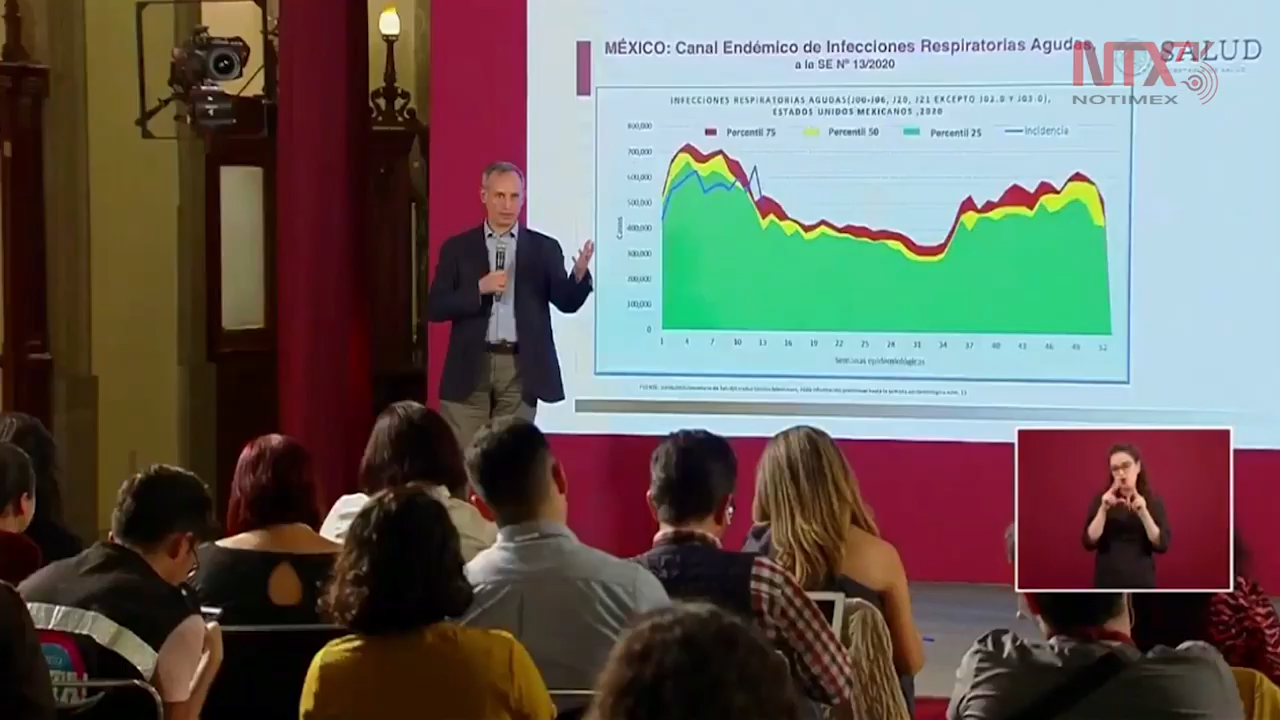 MÉXICO: Canal Endémico de Infecciones Respiratorias Agudas,
a la SE N° 13/2020
NTX
NOTIMEX
SALUD
INFECCIONES RESPIRATORIAS AGUDAS(J00-J06, J20, J21 EXCEPTO J02.0 Y J03.0),
ESTADOS UNIDOS MEXICANOS ,2020
Percentil 75
Percentil 50
Percentil 25
Incidencia
800,000
700,000
600,000
500,000
400,000
300,000
200,000
100,000
0
Casos
1 4 7 10 13 16 19 22 25 28 31 34 37 40 43 46 49 52
Semanas epidemiológicas